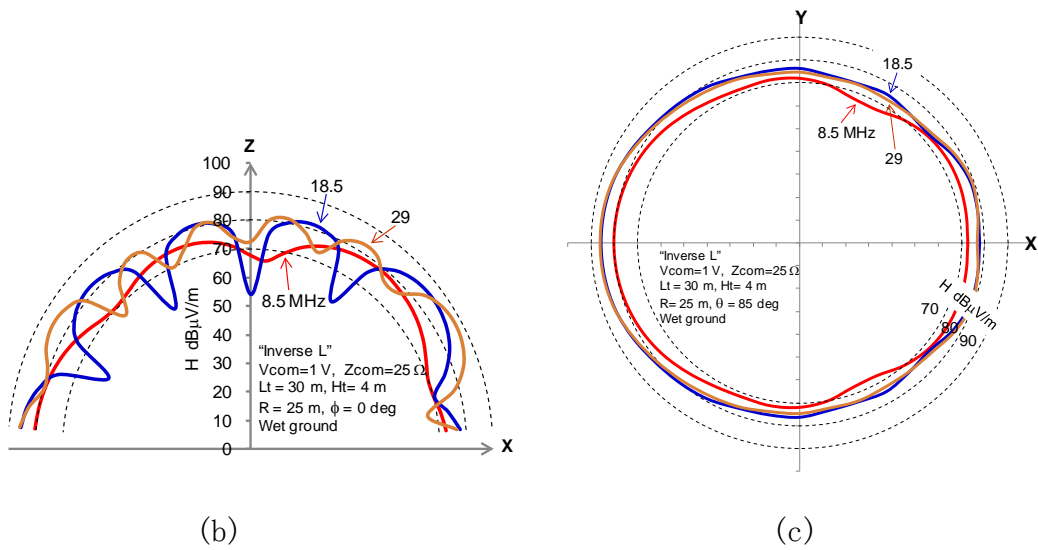 Z
100
90
80
70
60
50
40
30
20
10
0
H dBμV/m
18.5
29
8.5 MHz
X
“Inverse L”
Vcom=1 V, Zcom=25 Ω
Lt = 30 m, Ht= 4 m
R = 25 m, ϕ = 0 deg
Wet ground
(b)
Y
18.5
8.5 MHz
29
X
“Inverse L”
Vcom=1 V, Zcom=25 Ω
Lt = 30 m, Ht= 4 m
R = 25 m, θ = 85 deg
Wet ground
H dBμV/m
70
80
90
(c)